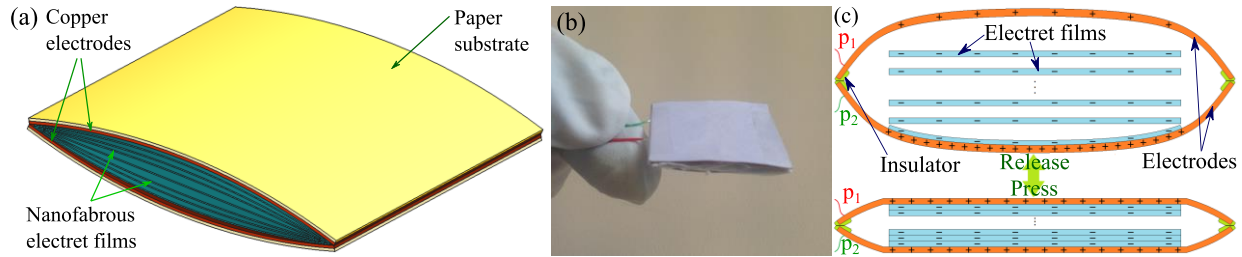 (a)
Copper
electrodes
Paper
substrate
Nanofabrous
electret films
(b)
(c)
p1
Electret films
p2
Insulator
Release
Press
Electrodes
p1
p2